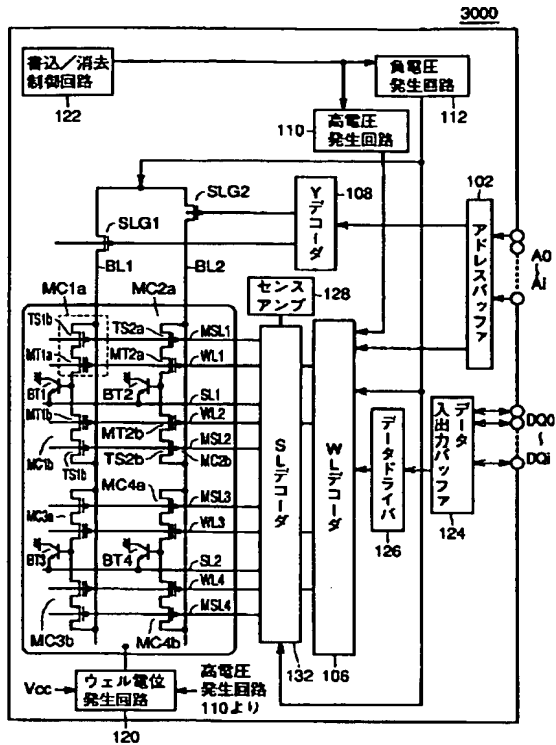 3000
書込/消去
制御回路
122
負電圧
発生回路
112
110
高電圧
発生回路
SLG2
Yデコーダ
108
102
アドレスバッファ
A0
~
Ai
SLG1
BL1
BL2
センス
アンプ
128
MC1a
MC2a
TS1b
TS2a
MSL1
MT1a
MT2a
WL1
BT1
BT2
SL1
MT1b
WL2
MT2b
MSL2
MC1b
TS1b
TS2b
MC2b
MC4a
MSL3
MC3a
WL3
BT3
BT4
SL2
WL4
MSL4
MC3b
MC4b
SLデコーダ
132
WLデコーダ
106
データドライバ
126
データ
入出力バッファ
124
DQ0
~
DQi
Vcc
ウェル電位
発生回路
120
高電圧
発生回路
110より